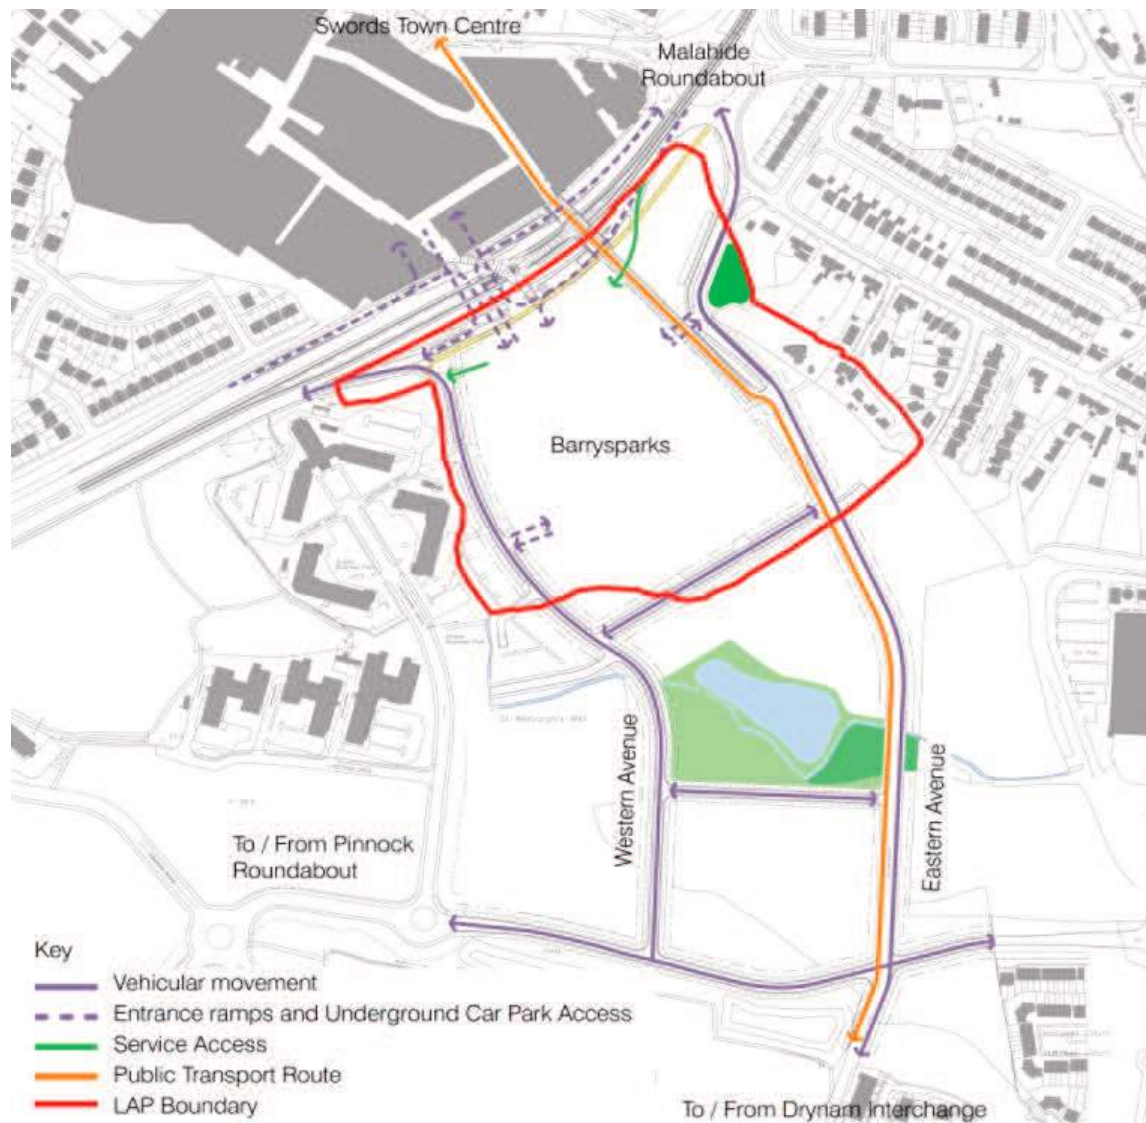 Swords Town Centre
Malahide
Roundabout
Barrysparks
Western Avenue
Eastern Avenue
To / From Pinnock
Roundabout
Key
Vehicular movement
Entrance ramps and Underground Car Park Access
Service Access
Public Transport Route
LAP Boundary
To / From Drynam Interchange